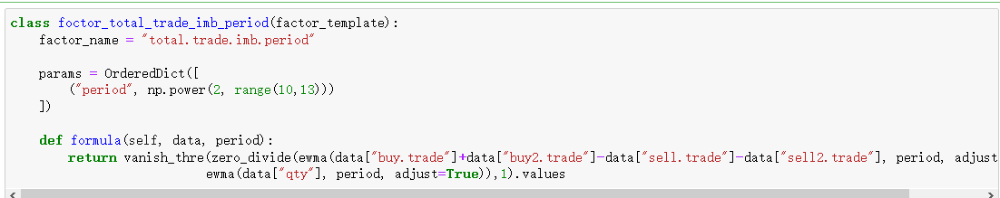 class foctor_total_trade_imb_period(factor_template):
    factor_name = "total.trade.imb.period"
    params = OrderedDict([
        ("period", np.power(2, range(10,13)))
    ])
    def formula(self, data, period):
        return vanish_thre(zero_divide(ewma(data["buy.trade"]+data["buy2.trade"]-data["sell.trade"]-data["sell2.trade"], period, adjust
                           ewma(data["qty"], period, adjust=True)),1).values